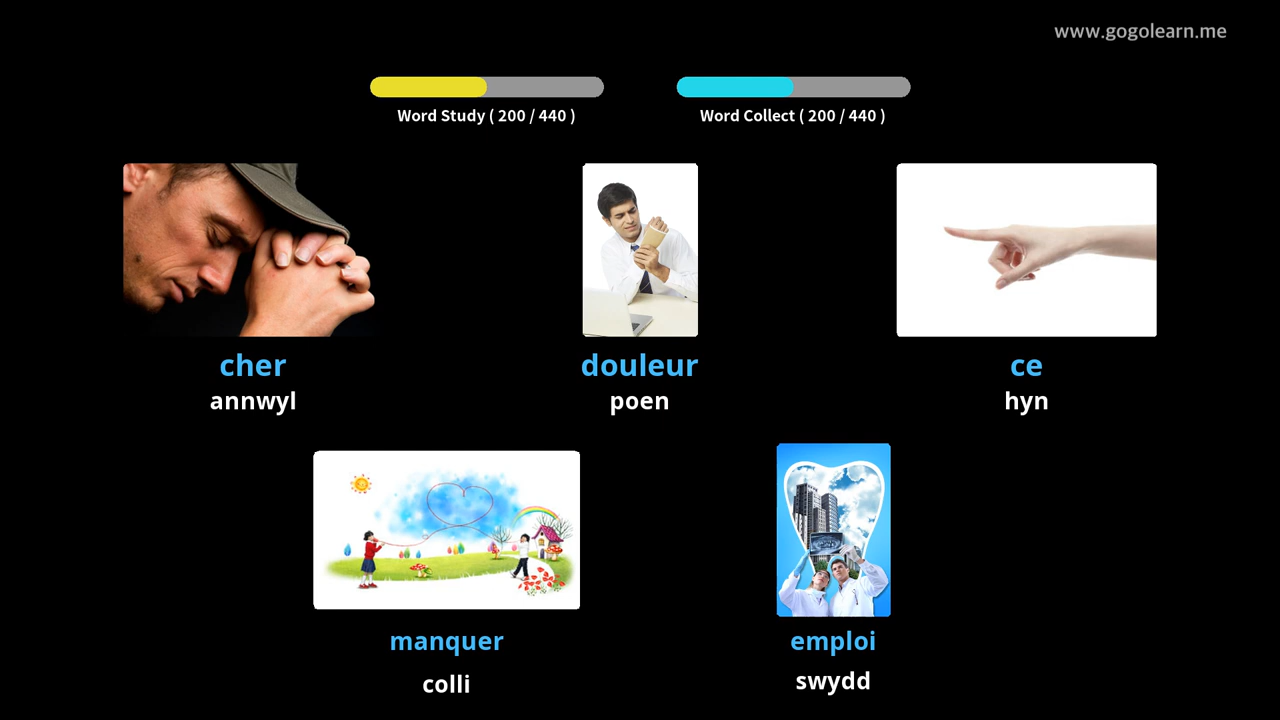 www.gogolearn.me
Word Study ( 200 / 440 )
Word Collect ( 200 / 440 )
cher
annwyl
douleur
poen
ce
hyn
manquer
colli
emploi
swydd